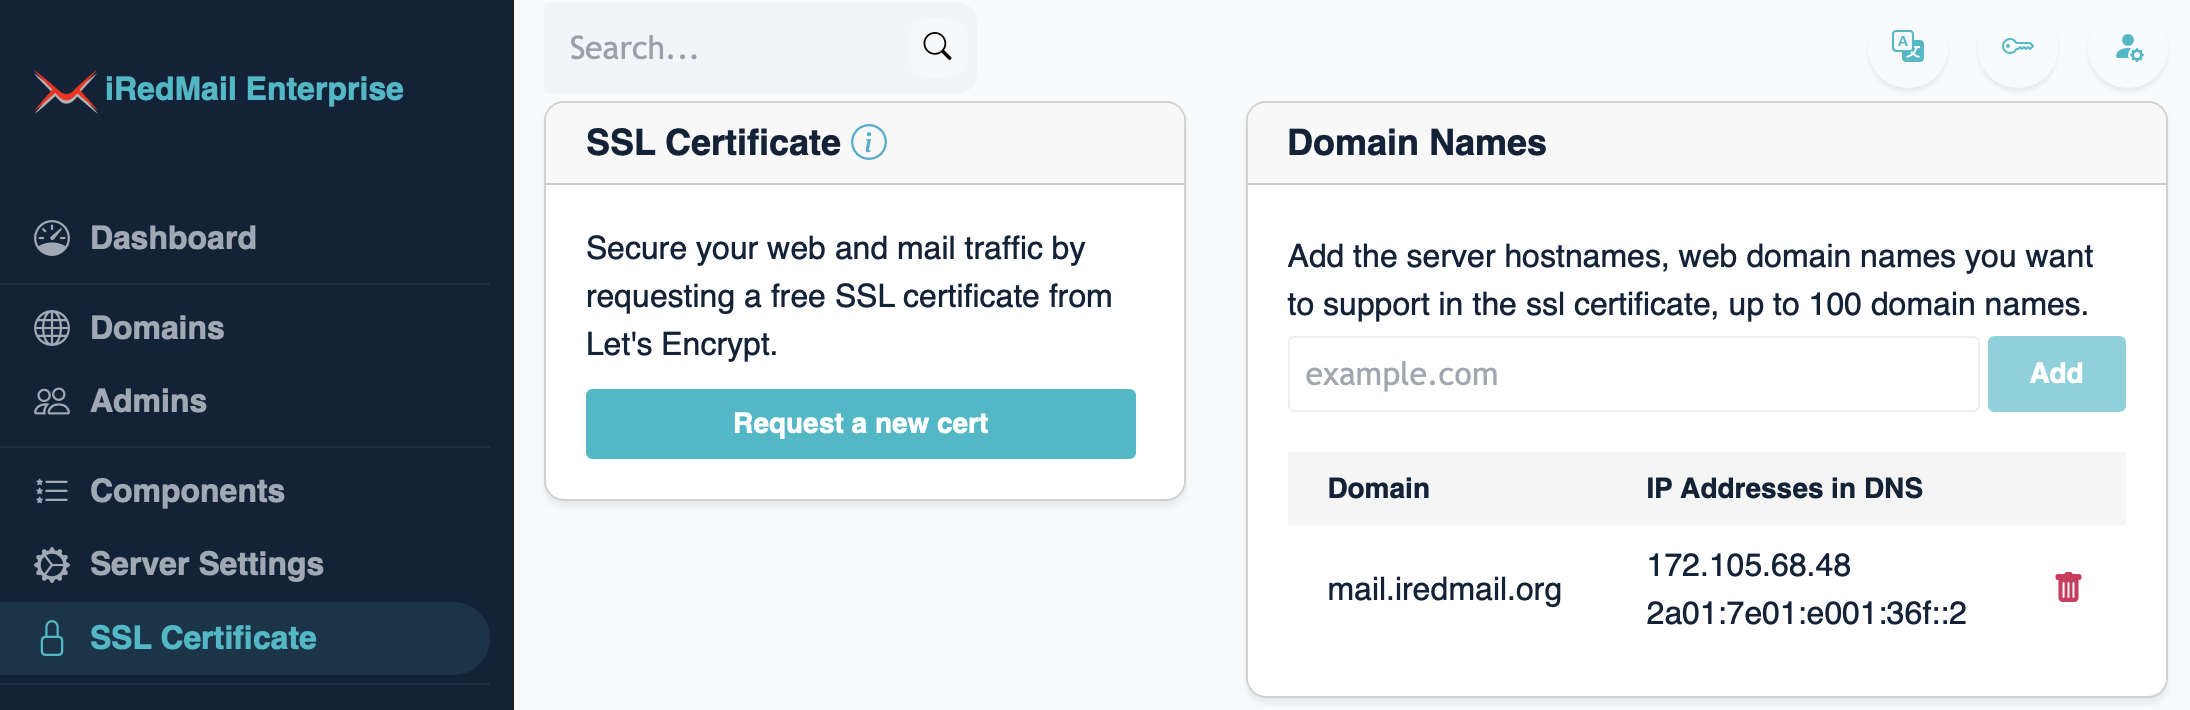 iRedMail Enterprise
Dashboard
Domains
Admins
Components
Server Settings
SSL Certificate
Search...
SSL Certificate
Secure your web and mail traffic by
requesting a free SSL certificate from
Let's Encrypt.
Request a new cert
Domain Names
Add the server hostnames, web domain names you want
to support in the ssl certificate, up to 100 domain names.
example.com
Add
Domain IP Addresses in DNS
mail.iredmail.org
172.105.68.48
2a01:7e01:e001:36f::2